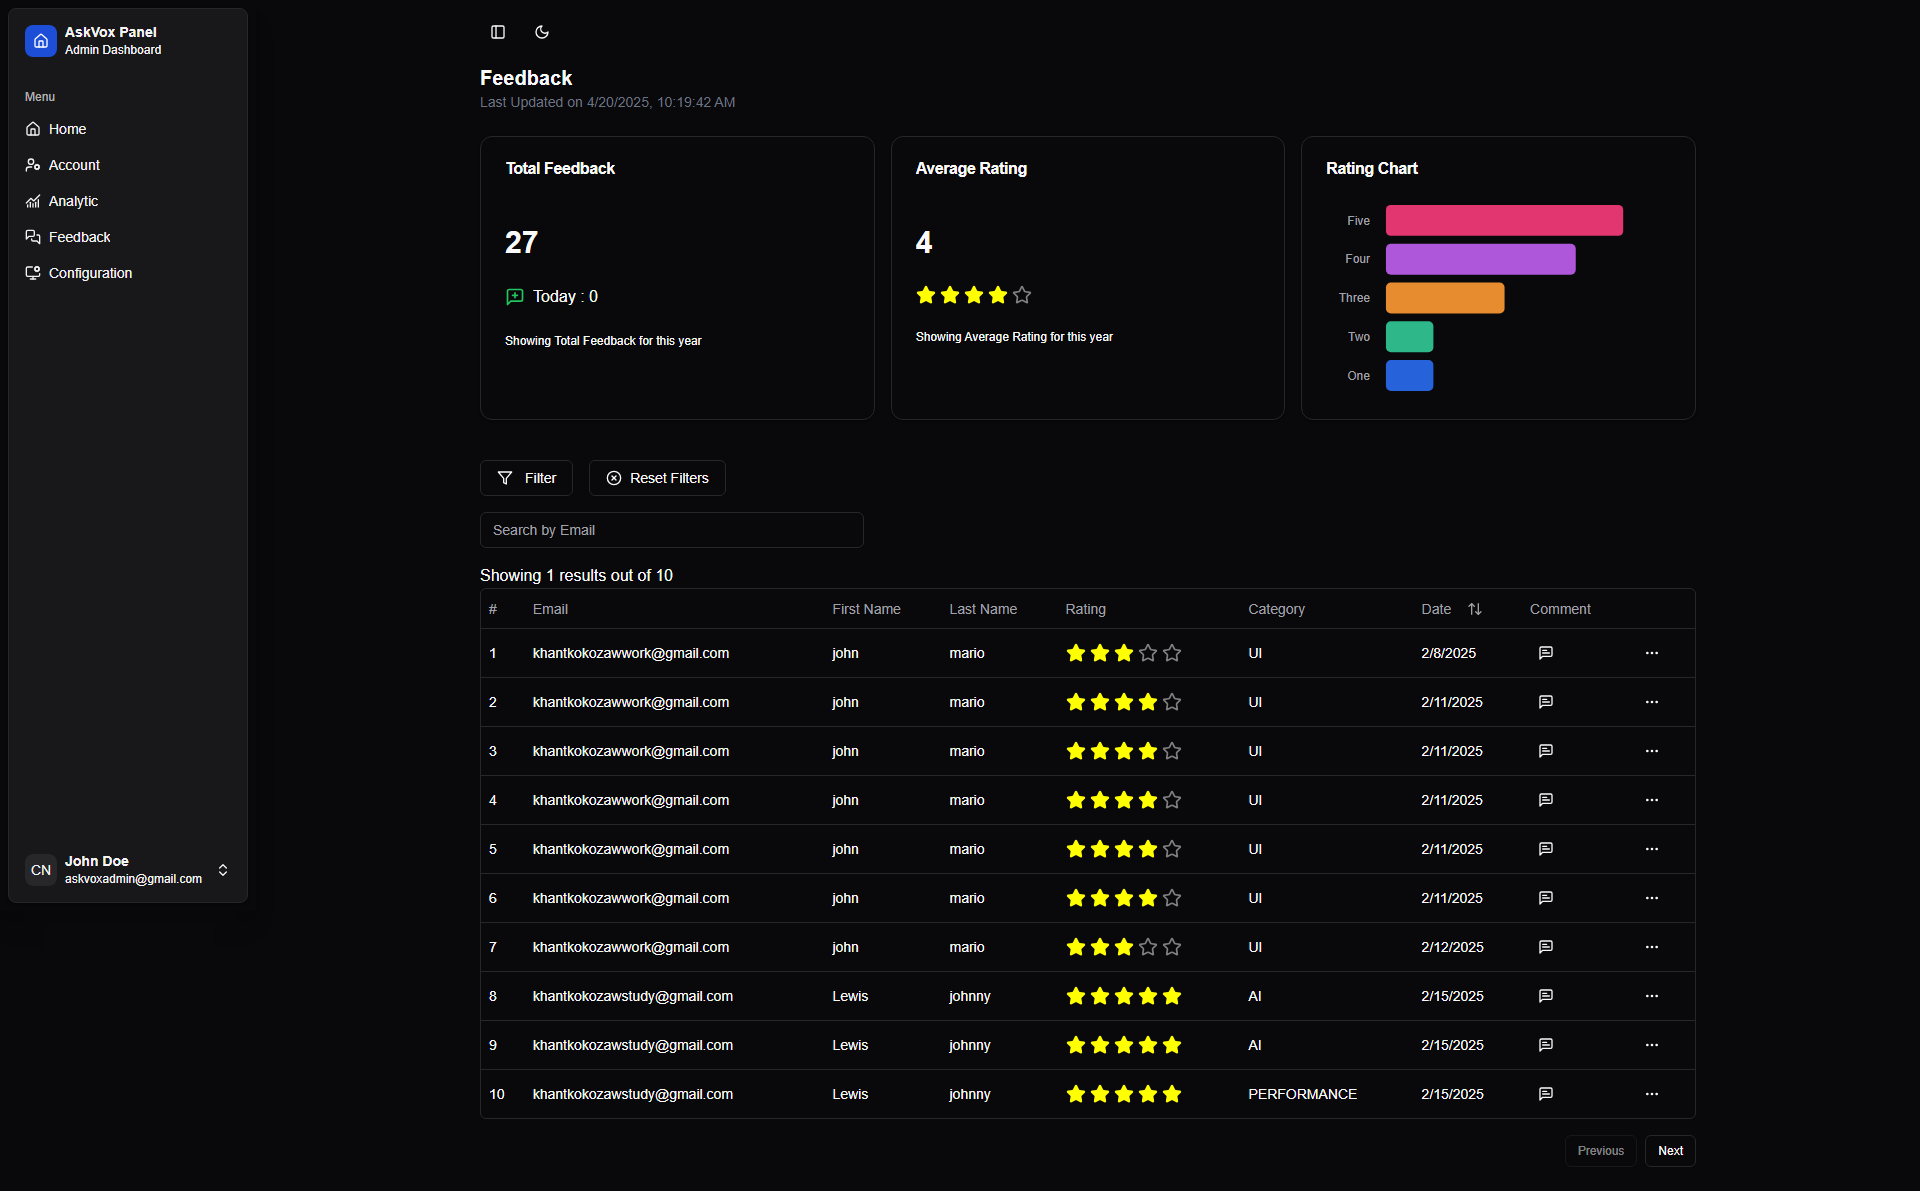 AskVox Panel
Admin Dashboard
Menu
Home
Account
Analytic
Feedback
Configuration
CN
John Doe
askvoxadmin@gmail.com
Feedback
Last Updated on 4/20/2025, 10:19:42 AM
Total Feedback
27
Today : 0
Showing Total Feedback for this year
Average Rating
4
Showing Average Rating for this year
Rating Chart
Five
Four
Three
Two
One
Filter
Reset Filters
Search by Email
Showing 1 results out of 10
# Email First Name Last Name Rating Category Date Comment
1 khantkokozawwork@gmail.com john mario UI 2/8/2025
2 khantkokozawwork@gmail.com john mario UI 2/11/2025
3 khantkokozawwork@gmail.com john mario UI 2/11/2025
4 khantkokozawwork@gmail.com john mario UI 2/11/2025
5 khantkokozawwork@gmail.com john mario UI 2/11/2025
6 khantkokozawwork@gmail.com john mario UI 2/11/2025
7 khantkokozawwork@gmail.com john mario UI 2/12/2025
8 khantkokozawstudy@gmail.com Lewis johnny AI 2/15/2025
9 khantkokozawstudy@gmail.com Lewis johnny AI 2/15/2025
10 khantkokozawstudy@gmail.com Lewis johnny PERFORMANCE 2/15/2025
Previous Next